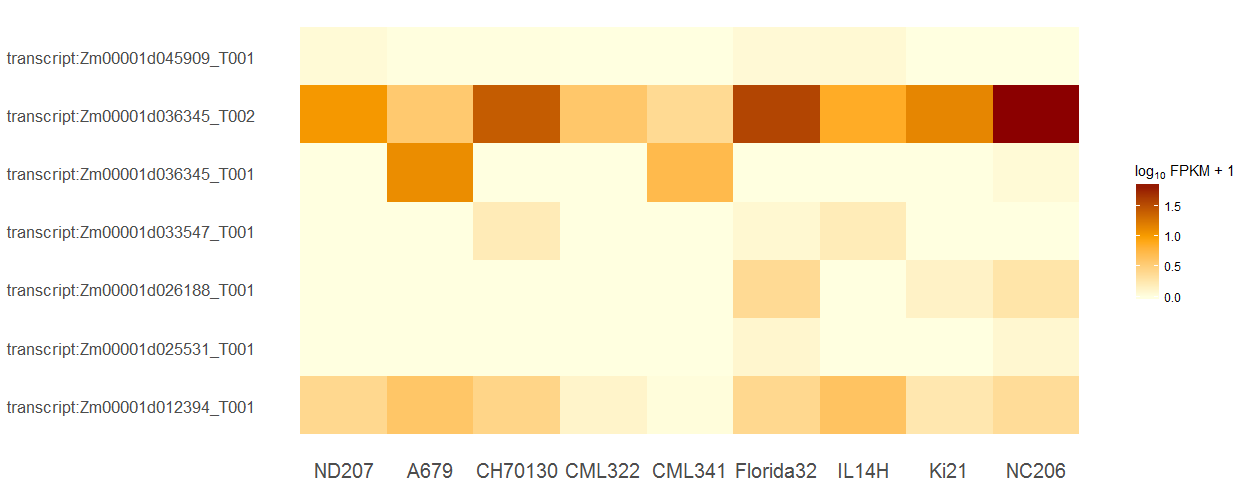 transcript:Zm00001d045909_T001
transcript:Zm00001d036345_T002
transcript:Zm00001d036345_T001
transcript:Zm00001d033547_T001
transcript:Zm00001d026188_T001
transcript:Zm00001d025531_T001
transcript:Zm00001d012394_T001
ND207 A679 CH70130 CML322 CML341 Florida32 IL14H Ki21 NC206
log10 FPKM + 1
1.5
1.0
0.5
0.0